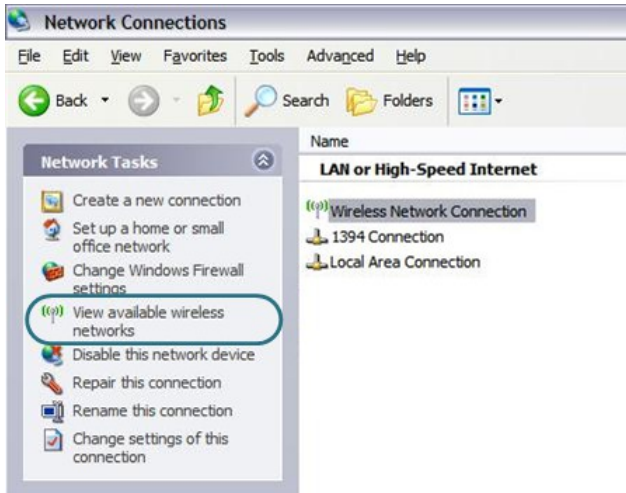 Network Connections
File Edit View Favorites Tools Advanced Help
Back Search Folders
Network Tasks
Create a new connection
Set up a home or small
office network
Change Windows Firewall
settings
View available wireless
networks
Disable this network device
Repair this connection
Rename this connection
Change settings of this
connection
Name
LAN or High-Speed Internet
Wireless Network Connection
1394 Connection
Local Area Connection